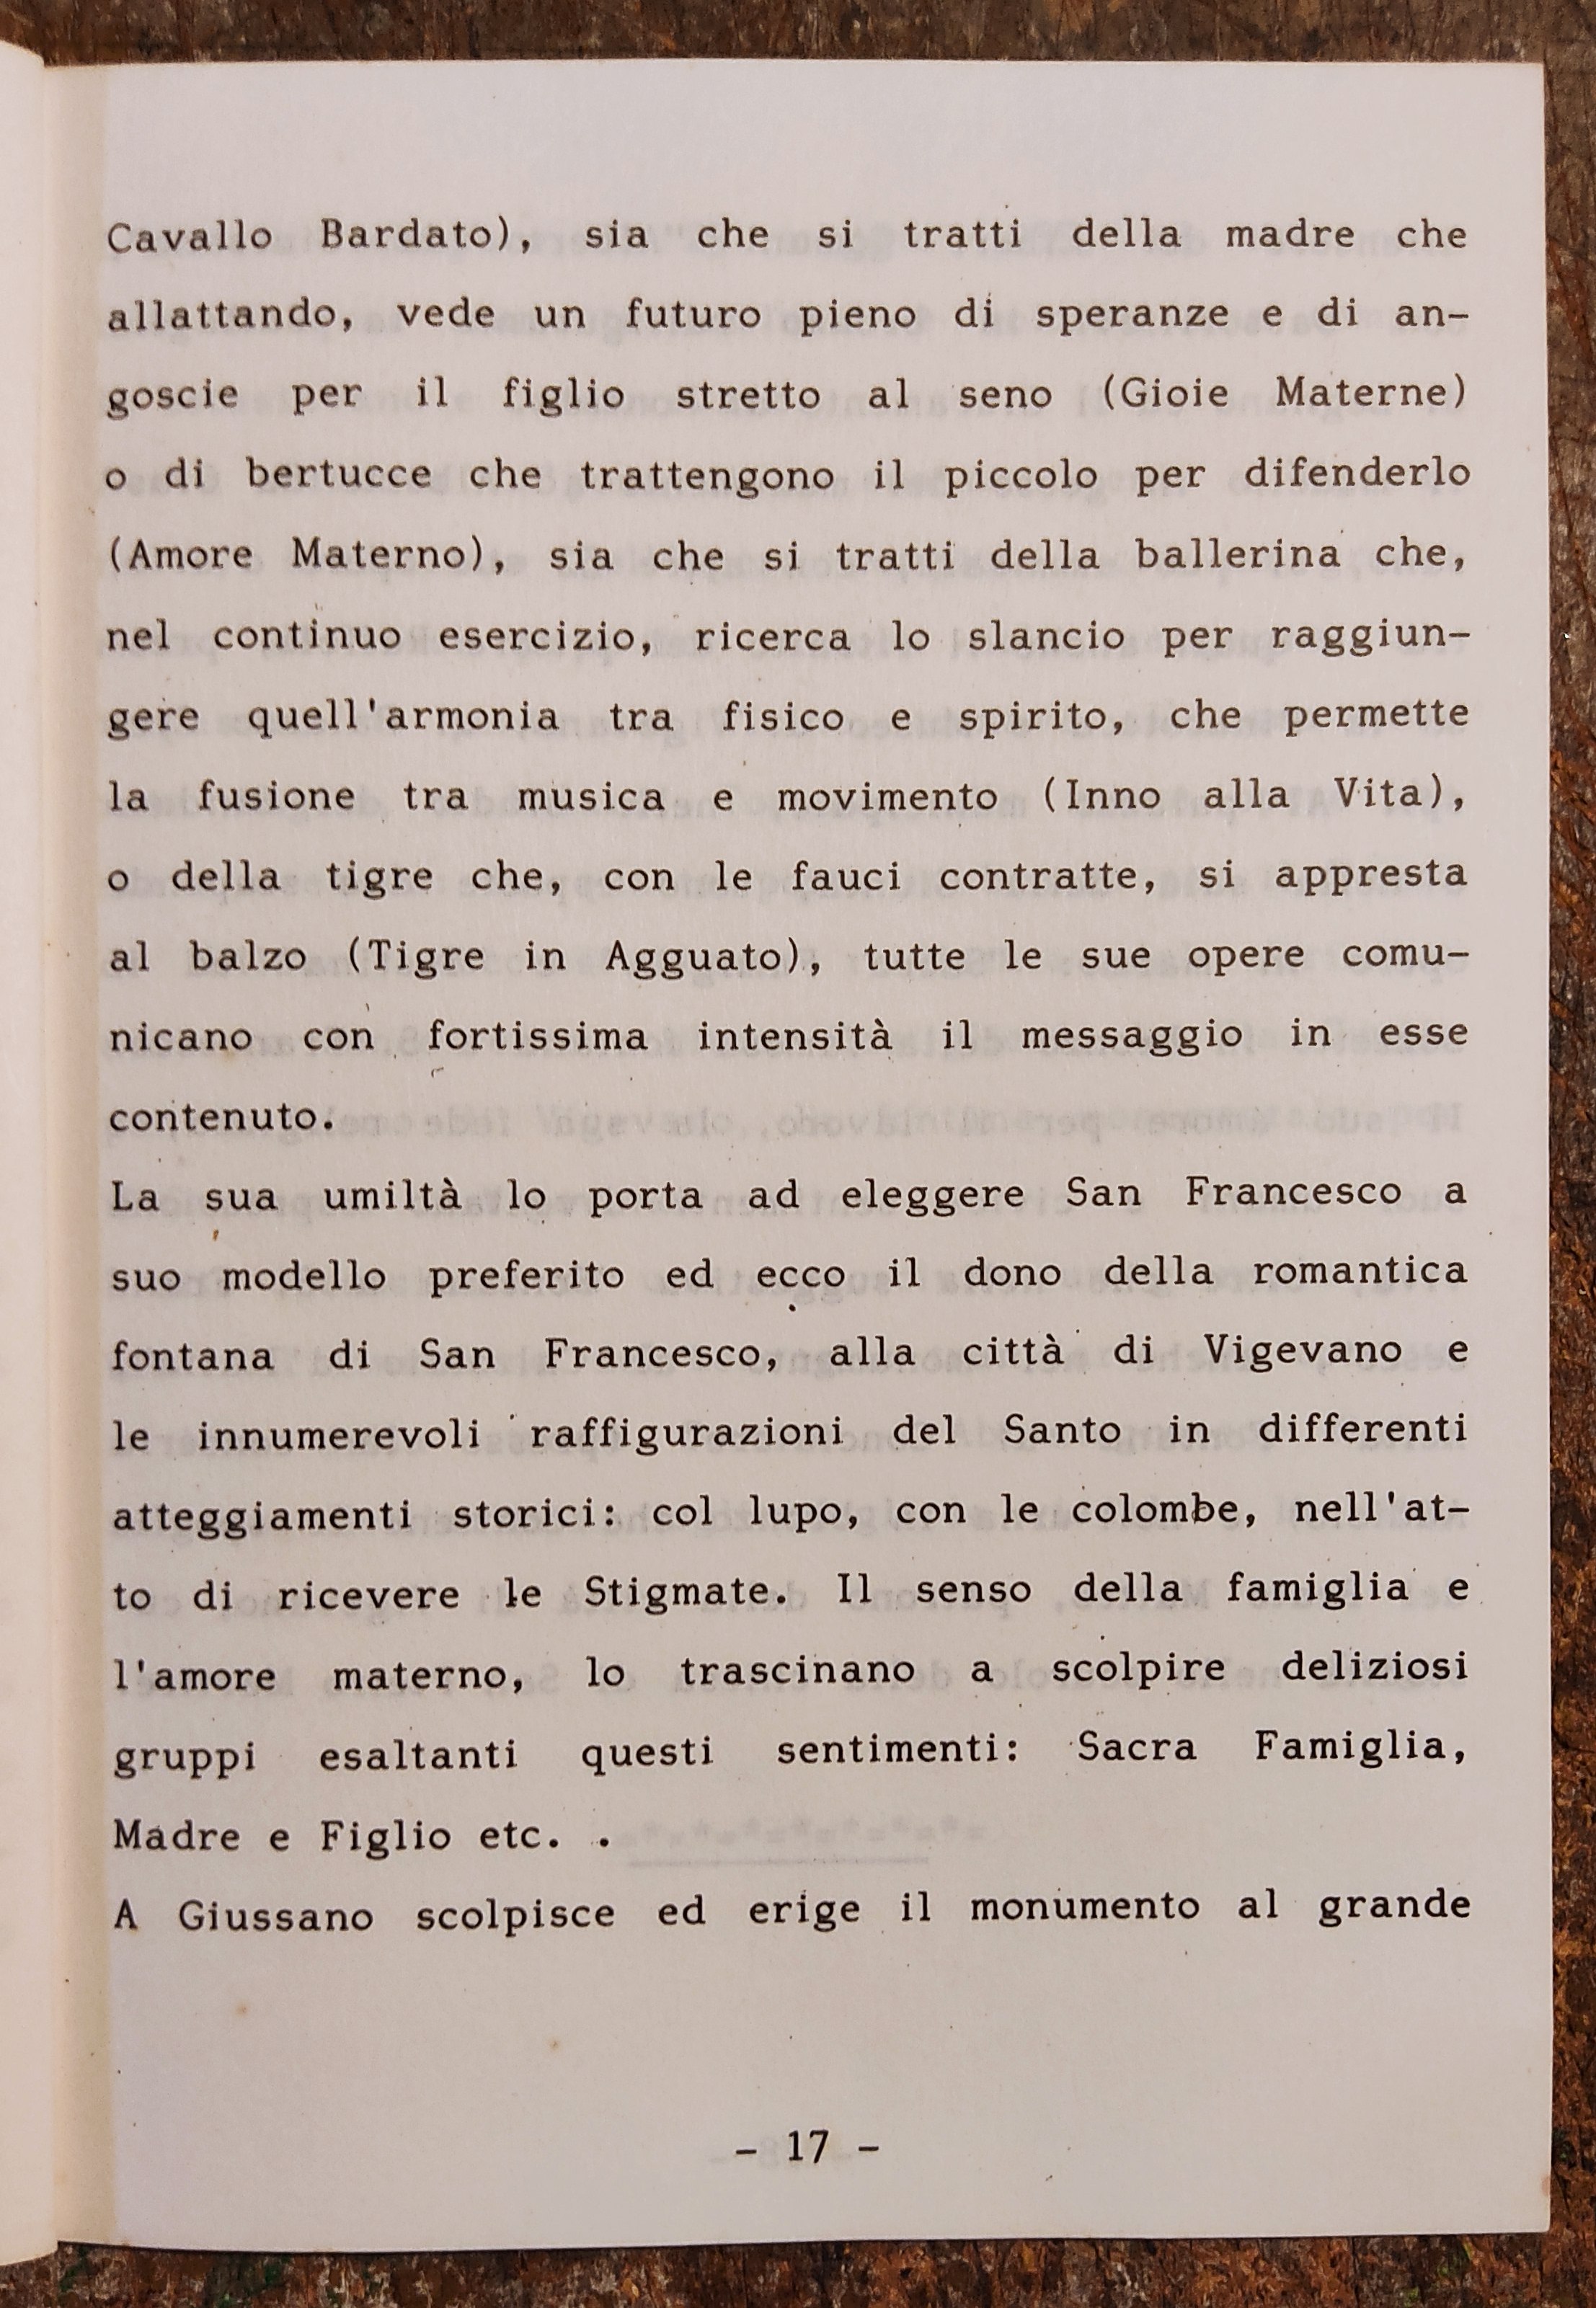 Cavallo Bardato), sia che si tratti della madre che
allattando, vede un futuro pieno di speranze e di an-
goscie per il figlio stretto al seno (Gioie Materne)
o di bertucce che trattengono il piccolo per difenderlo
(Amore Materno), sia che si tratti della ballerina che,
nel continuo esercizio, ricerca lo slancio per raggiun-
gere quell'armonia tra fisico e spirito, che permette
la fusione tra musica e movimento (Inno alla Vita),
o della tigre che, con le fauci contratte, si appresta
al balzo (Tigre in Agguato), tutte le sue opere comu-
nicano con fortissima intensità il messaggio in esse
contenuto.
La sua umiltà lo porta ad eleggere San Francesco a
suo modello preferito ed ecco il dono della romantica
fontana di San Francesco, alla città di Vigevano e
le innumerevoli raffigurazioni del Santo in differenti
atteggiamenti storici: col lupo, con le colombe, nell'at-
to di ricevere le Stigmate. Il senso della famiglia e
l'amore materno, lo trascinano a scolpire deliziosi
gruppi esaltanti questi sentimenti: Sacra Famiglia,
Madre e Figlio etc. .
A Giussano scolpisce ed erige il monumento al grande
- 17 -